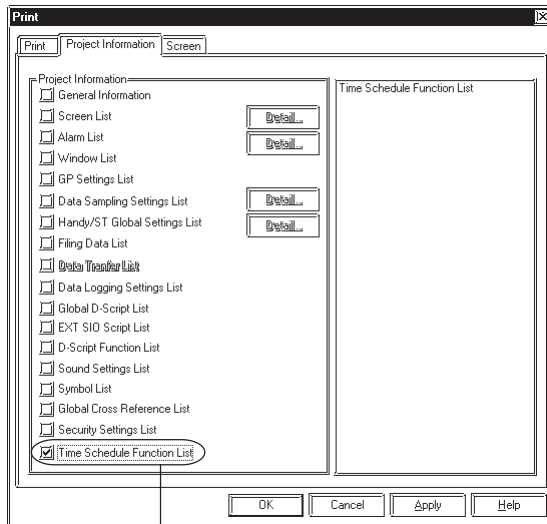 Print
Print Project Information Screen
Project Information
General Information
Screen List Detail...
Alarm List Detail...
Window List
GP Settings List
Data Sampling Settings List Detail...
Handy/ST Global Settings List Detail...
Filing Data List
Data Tranfer List
Data Logging Settings List
Global D-Script List
EXT SIO Script List
D-Script Function List
Sound Settings List
Symbol List
Global Cross Reference List
Security Settings List
Time Schedule Function List
Time Schedule Function List
OK Cancel Apply Help